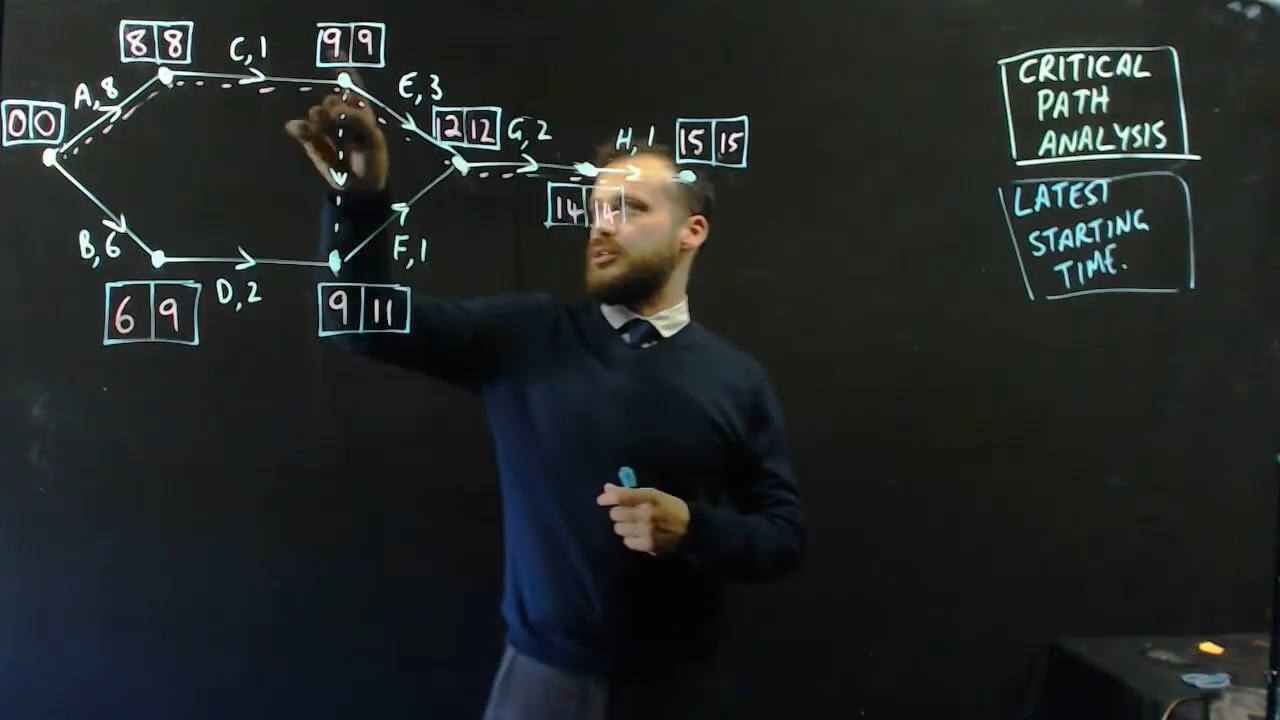 8 8
C, 1
9 9
A, 8
E, 3
0 0
12 12
G, 2
H, 1
15 15
14 14
B, 6
F, 1
6 9
D, 2
9 11
CRITICAL
PATH
ANALYSIS
LATEST
STARTING
TIME.